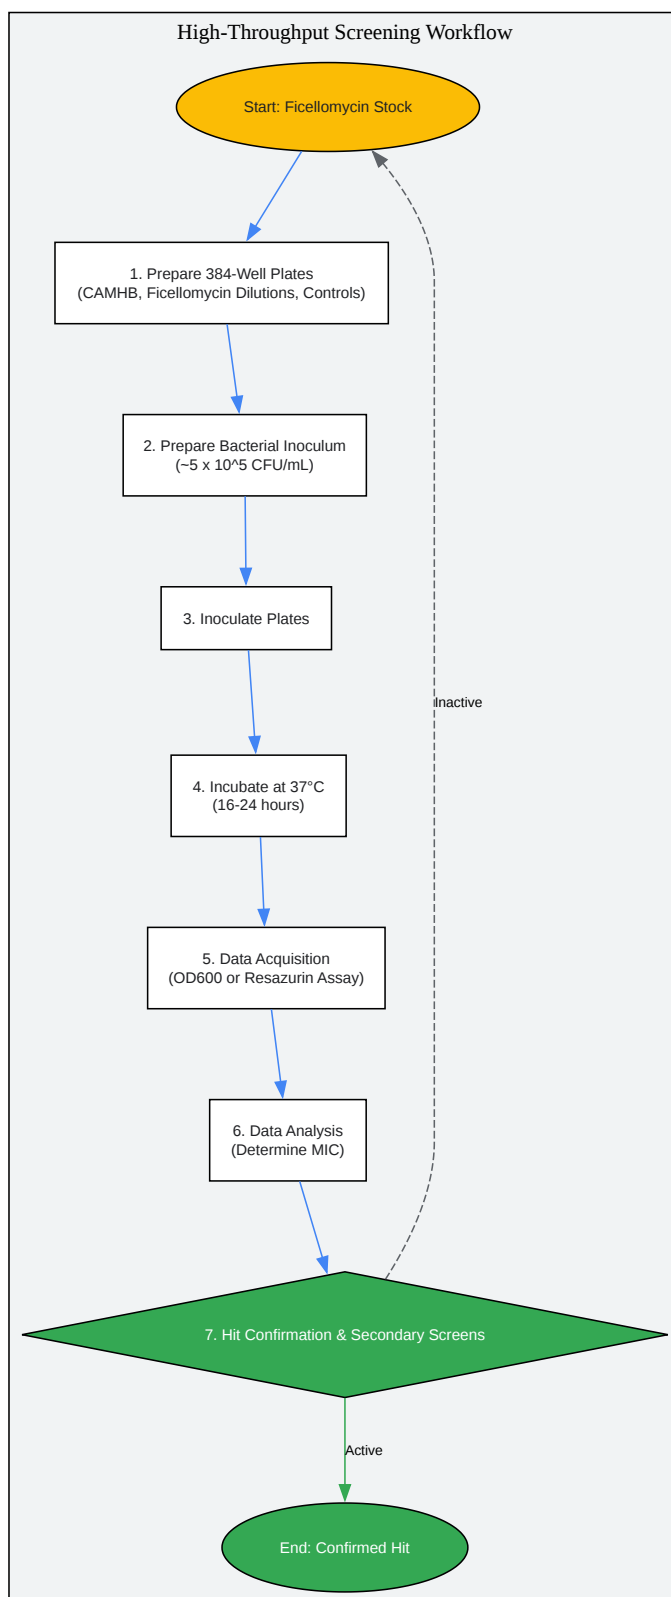 High-Throughput Screening Workflow
Start: Ficellomycin Stock
1. Prepare 384-Well Plates
(CAMHB, Ficellomycin Dilutions, Controls)
2. Prepare Bacterial Inoculum
(~5 x 10^5 CFU/mL)
3. Inoculate Plates
Inactive
4. Incubate at 37°C
(16-24 hours)
5. Data Acquisition
(OD600 or Resazurin Assay)
6. Data Analysis
(Determine MIC)
7. Hit Confirmation & Secondary Screens
Active
End: Confirmed Hit